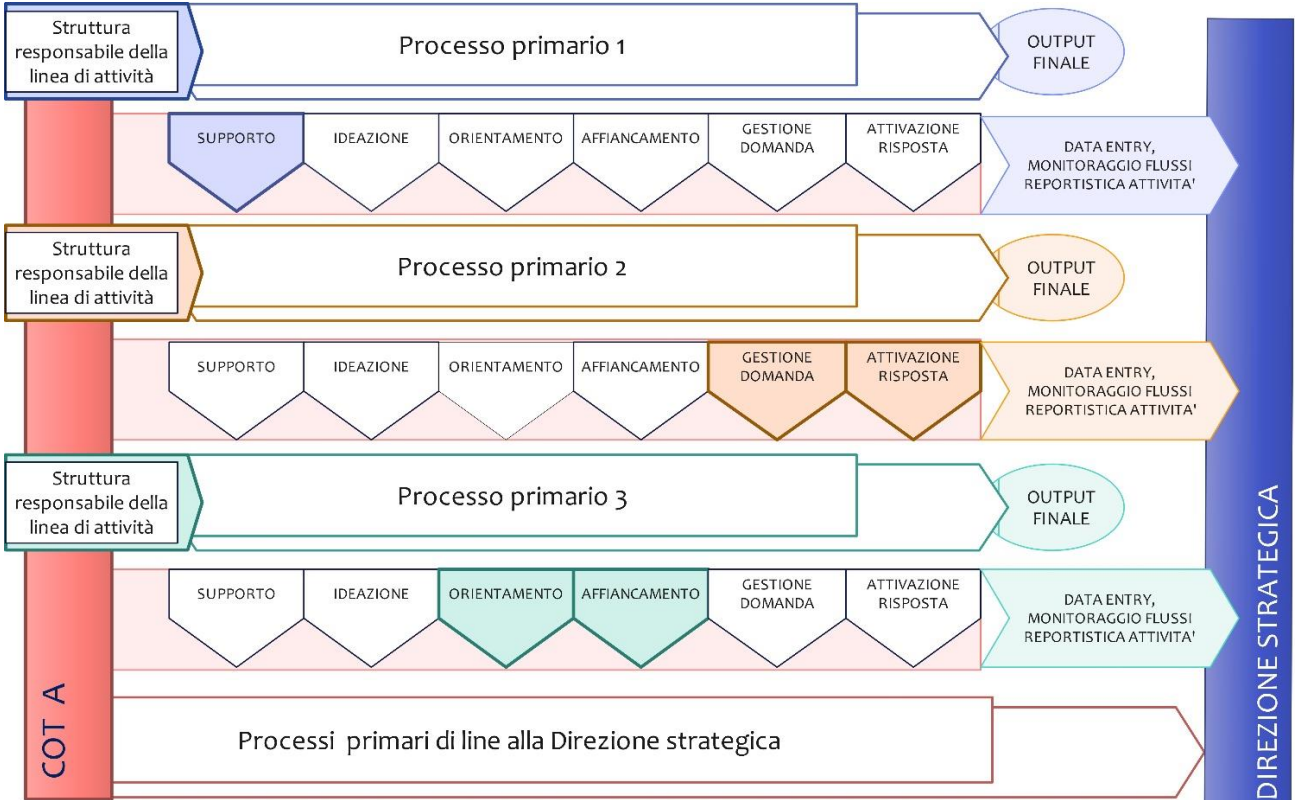 Struttura
responsabile della
linea di attività
Processo primario 1
OUTPUT
FINALE
SUPPORTO
IDEAZIONE
ORIENTAMENTO
AFFIANCAMENTO
GESTIONE
DOMANDA
ATTIVAZIONE
RISPOSTA
DATA ENTRY,
MONITORAGGIO FLUSSI
REPORTISTICA ATTIVITA'
Struttura
responsabile della
linea di attività
Processo primario 2
OUTPUT
FINALE
SUPPORTO
IDEAZIONE
ORIENTAMENTO
AFFIANCAMENTO
GESTIONE
DOMANDA
ATTIVAZIONE
RISPOSTA
DATA ENTRY,
MONITORAGGIO FLUSSI
REPORTISTICA ATTIVITA'
Struttura
responsabile della
linea di attività
Processo primario 3
OUTPUT
FINALE
SUPPORTO
IDEAZIONE
ORIENTAMENTO
AFFIANCAMENTO
GESTIONE
DOMANDA
ATTIVAZIONE
RISPOSTA
DATA ENTRY,
MONITORAGGIO FLUSSI
REPORTISTICA ATTIVITA'
COT A
Processi primari di line alla Direzione strategica
DIREZIONE STRATEGICA